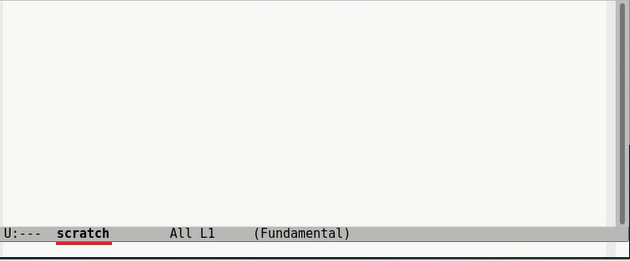 U:---  scratch        All L1     (Fundamental)